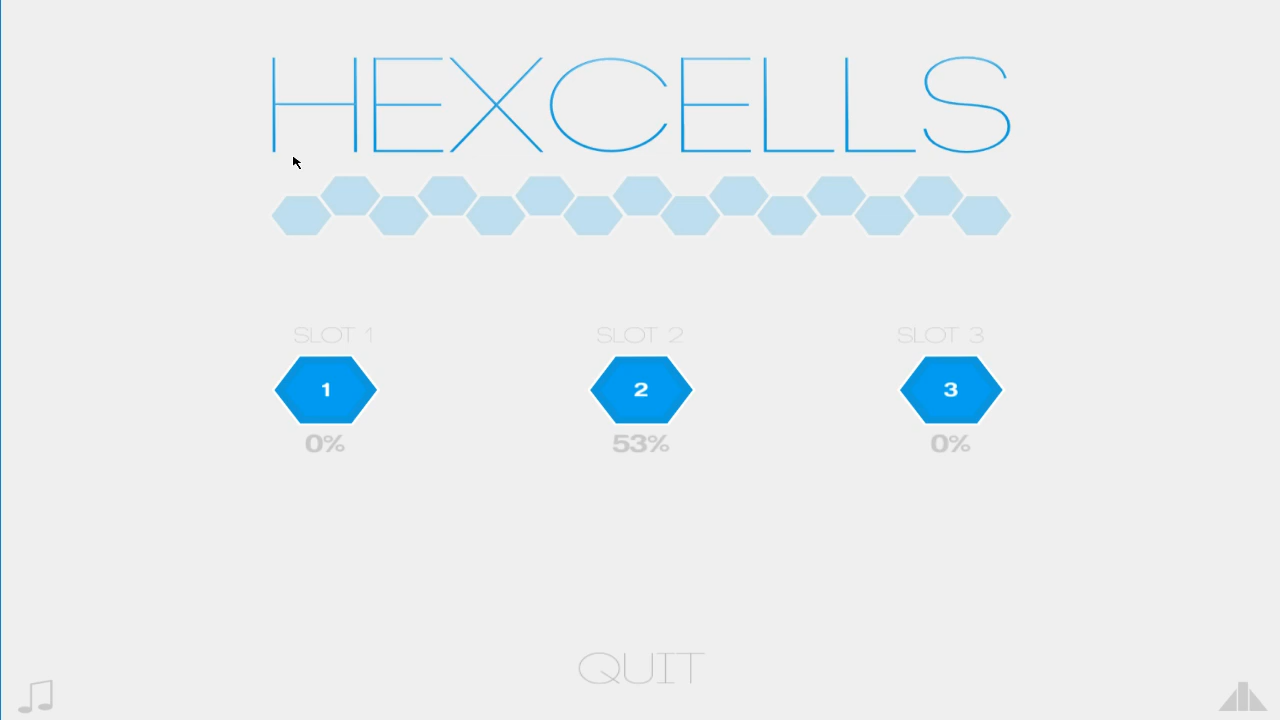 HEXCELLS
SLOT 1 SLOT 2 SLOT 3
1 2 3
0% 53% 0%
QUIT